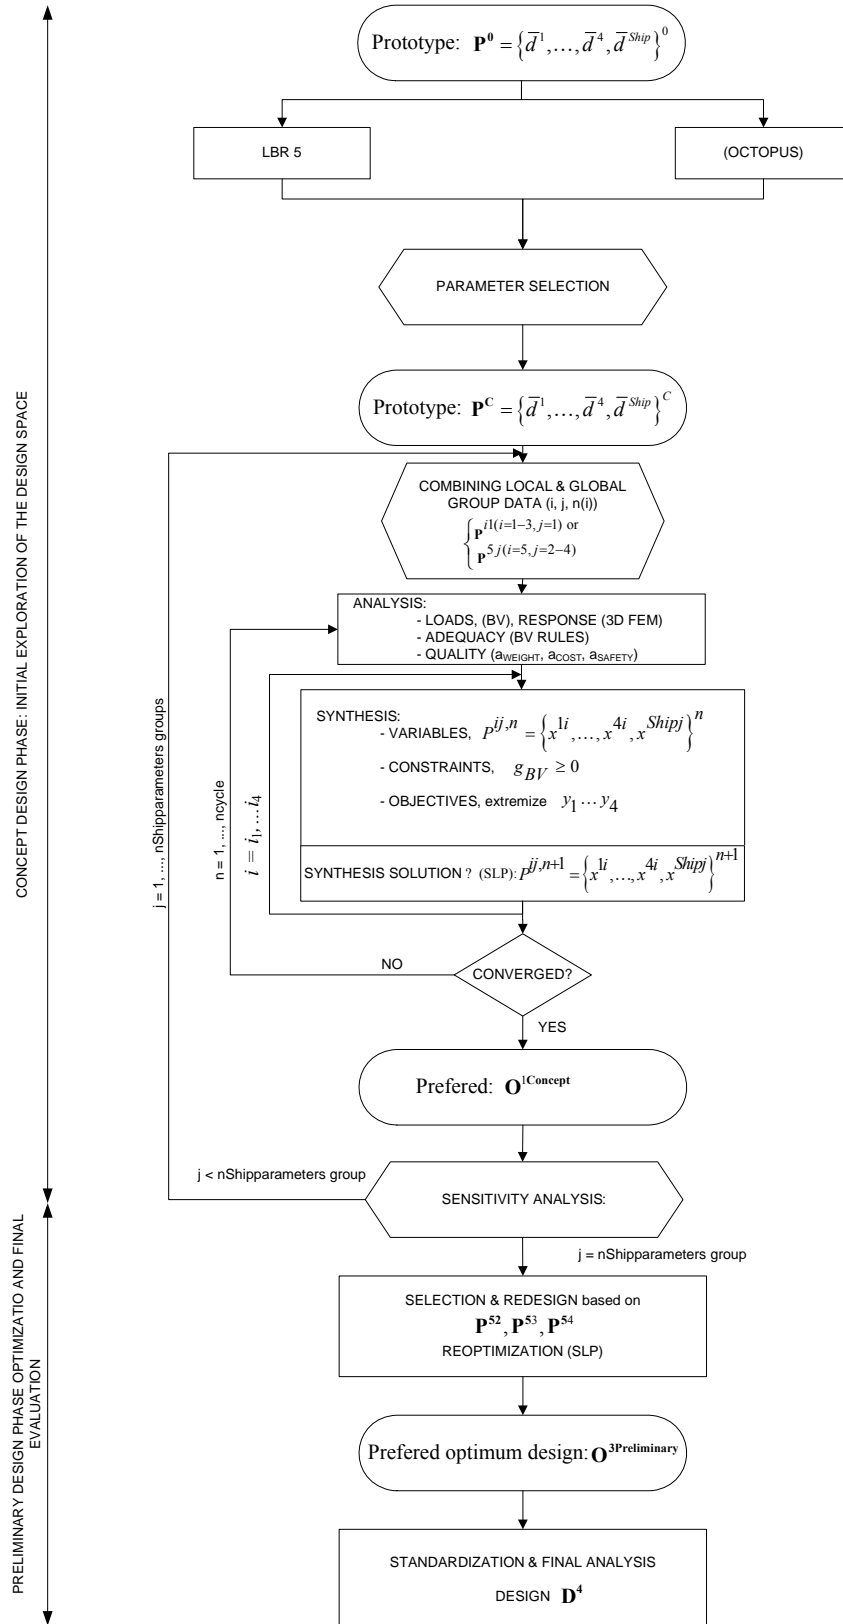 Prototype: P⁰ = {d̅¹,…,d̅⁴,d̅ˢʰⁱᵖ}⁰
LBR 5
(OCTOPUS)
PARAMETER SELECTION
Prototype: P^C = {d̅¹,…,d̅⁴,d̅^Ship}^C
COMBINING LOCAL & GLOBAL
GROUP DATA (i, j, n(i))
{ P^i1(i=1−3, j=1) or
P^5 j(i=5, j=2−4)
ANALYSIS:
- LOADS, (BV), RESPONSE (3D FEM)
- ADEQUACY (BV RULES)
- QUALITY (aWEIGHT, aCOST, aSAFETY)
SYNTHESIS:
- VARIABLES, P^ij,n = {x^1i,…,x^4i,x^Shipj}^n
- CONSTRAINTS, g_BV ≥ 0
- OBJECTIVES, extremize y₁…y₄
SYNTHESIS SOLUTION ? (SLP): P^ij,n+1 = {x^1i,…,x^4i,x^Shipj}^n+1
i = i₁,…i₄
n = 1, ..., ncycle
j = 1, ..., nShipparameters groups
NO
CONVERGED?
YES
Prefered: O^1Concept
j < nShipparameters group
SENSITIVITY ANALYSIS:
j = nShipparameters group
SELECTION & REDESIGN based on
P⁵², P⁵³, P⁵⁴
REOPTIMIZATION (SLP)
Prefered optimum design: O^3Preliminary
STANDARDIZATION & FINAL ANALYSIS
DESIGN D⁴
CONCEPT DESIGN PHASE: INITIAL EXPLORATION OF THE DESIGN SPACE
PRELIMINARY DESIGN PHASE OPTIMIZATIO AND FINAL
EVALUATION